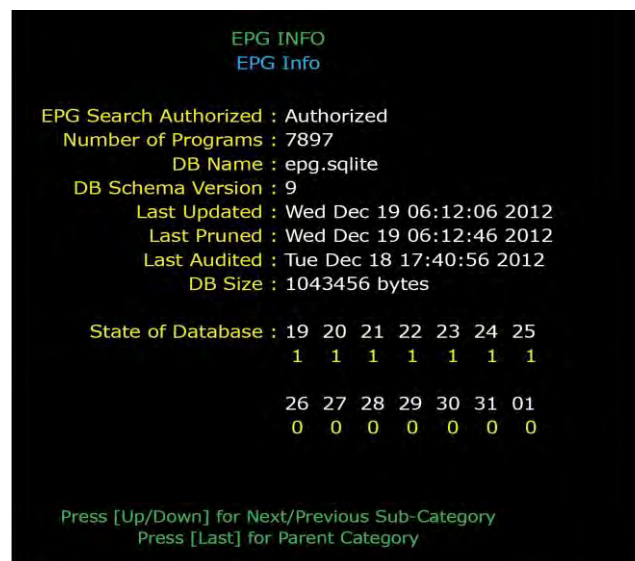 EPG INFO
EPG Info
EPG Search Authorized : Authorized
Number of Programs : 7897
DB Name : epg.sqlite
DB Schema Version : 9
Last Updated : Wed Dec 19 06:12:06 2012
Last Pruned : Wed Dec 19 06:12:46 2012
Last Audited : Tue Dec 18 17:40:56 2012
DB Size : 1043456 bytes
State of Database : 19 20 21 22 23 24 25
1 1 1 1 1 1 1
26 27 28 29 30 31 01
0 0 0 0 0 0 0
Press [Up/Down] for Next/Previous Sub-Category
Press [Last] for Parent Category